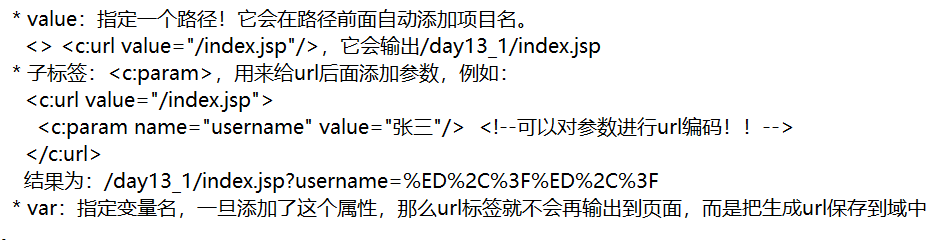 * value：指定一个路径！它会在路径前面自动添加项目名。
<> <c:url value="/index.jsp"/>，它会输出/day13_1/index.jsp
* 子标签：<c:param>，用来给url后面添加参数，例如：
<c:url value="/index.jsp">
<c:param name="username" value="张三"/> <!--可以对参数进行url编码！！-->
</c:url>
结果为：/day13_1/index.jsp?username=%ED%2C%3F%ED%2C%3F
* var：指定变量名，一旦添加了这个属性，那么url标签就不会再输出到页面，而是把生成url保存到域中